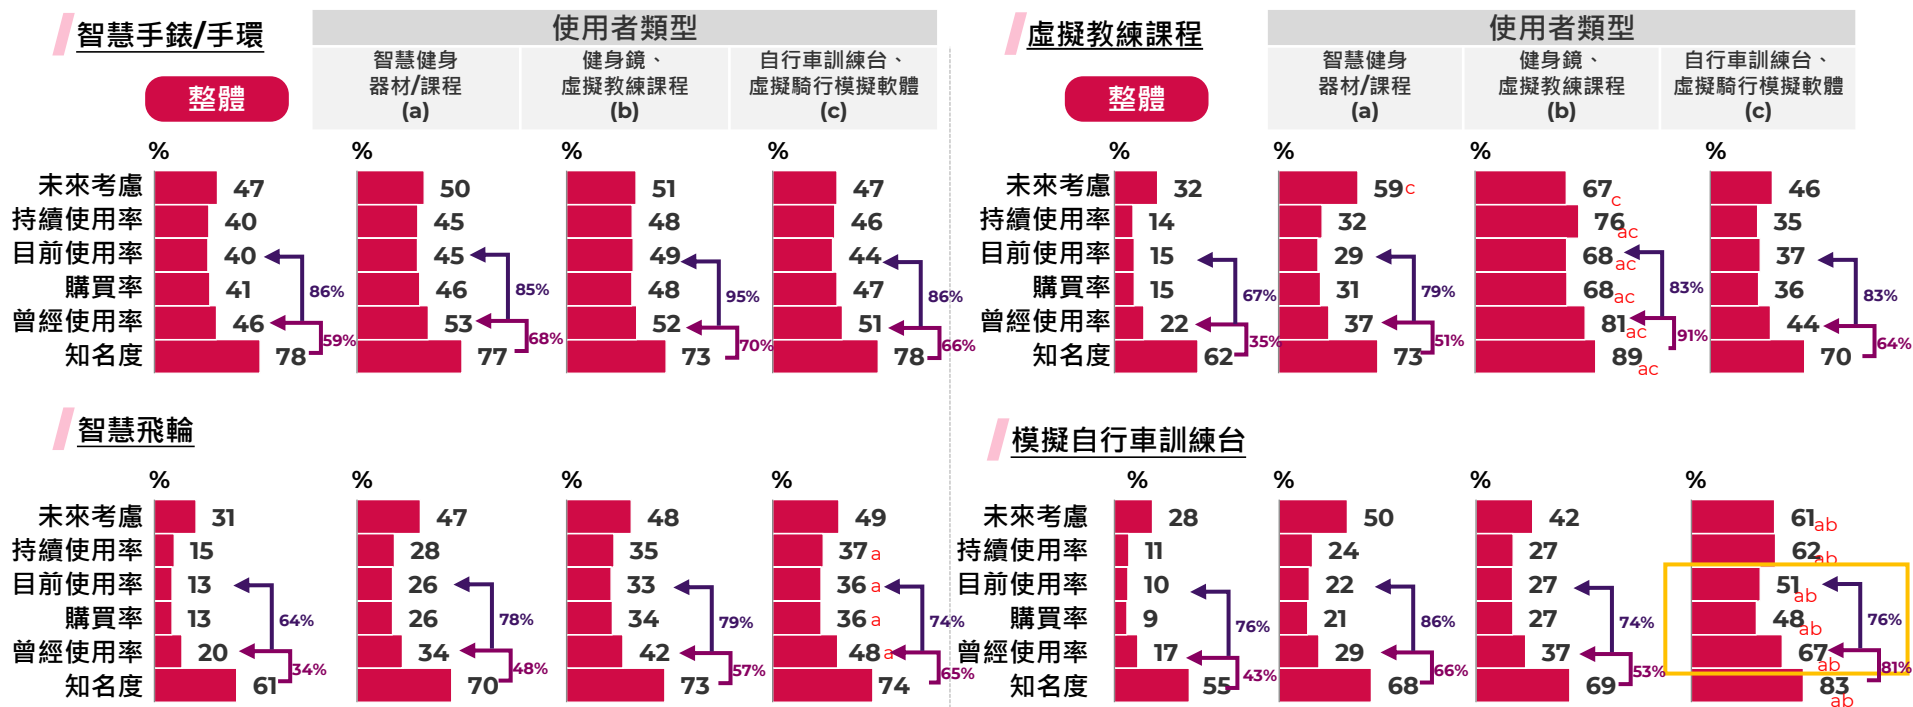 智慧手錶/手環
使用者類型
整體
智慧健身
器材/課程
(a)
健身鏡、
虛擬教練課程
(b)
自行車訓練台、
虛擬騎行模擬軟體
(c)
% % % %
未來考慮 47 50 51 47
持續使用率 40 45 48 46
目前使用率 40 45 49 44
購買率 41 46 48 47
86% 85% 95% 86%
曾經使用率 46 53 52 51
59% 68% 70% 66%
知名度 78 77 73 78
虛擬教練課程
使用者類型
整體
智慧健身
器材/課程
(a)
健身鏡、
虛擬教練課程
(b)
自行車訓練台、
虛擬騎行模擬軟體
(c)
% % % %
未來考慮 32 59c 67c 46
持續使用率 14 32 76ac 35
目前使用率 15 29 68ac 37
購買率 15 31 68ac 36
67% 79% 83% 83%
曾經使用率 22 37 81ac 44
35% 51% 91% 64%
知名度 62 73 89ac 70
智慧飛輪
% % % %
未來考慮 31 47 48 49
持續使用率 15 28 35 37a
目前使用率 13 26 33 36a
購買率 13 26 34 36a
64% 78% 79% 74%
曾經使用率 20 34 42 48a
34% 48% 57% 65%
知名度 61 70 73 74
模擬自行車訓練台
% % % %
未來考慮 28 50 42 61ab
持續使用率 11 24 27 62ab
目前使用率 10 22 27 51ab
購買率 9 21 27 48ab
76% 86% 74% 76%
曾經使用率 17 29 37 67ab
43% 66% 53% 81%
知名度 55 68 69 83ab